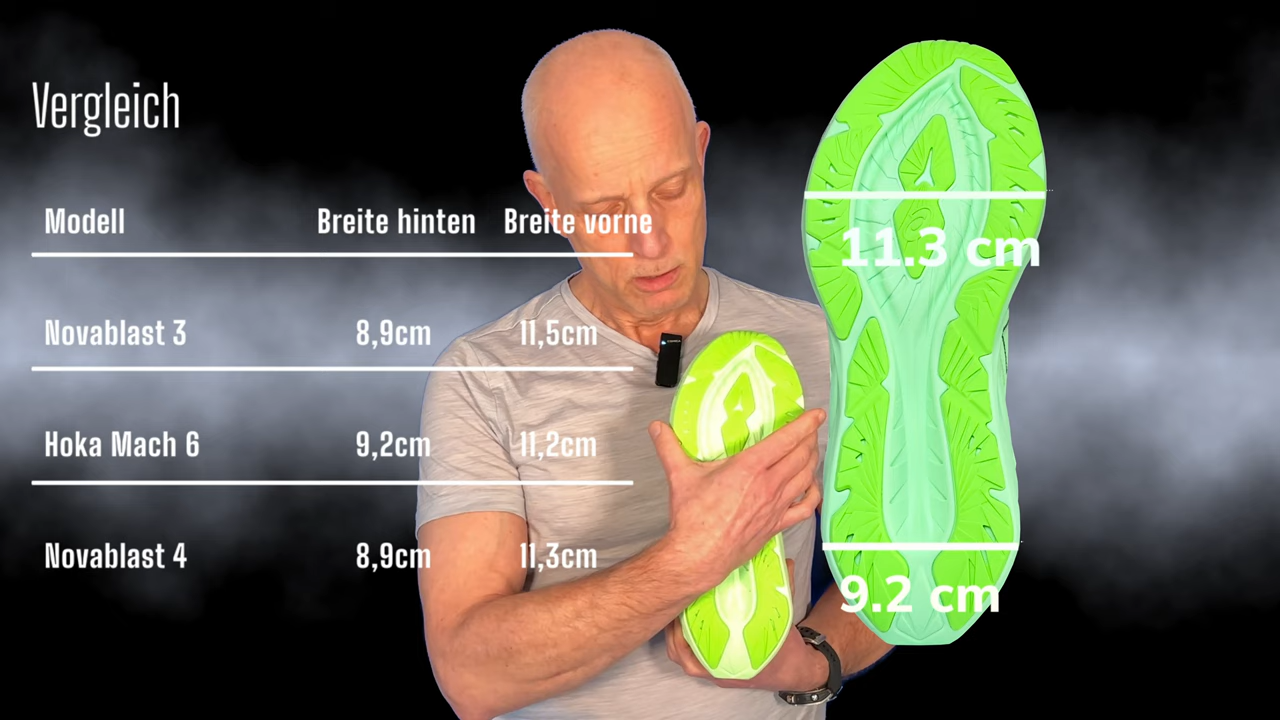 Vergleich
Modell Breite hinten Breite vorne
Novablast 3 8,9cm 11,5cm
Hoka Mach 6 9,2cm 11,2cm
Novablast 4 8,9cm 11,3cm
11.3 cm
9.2 cm